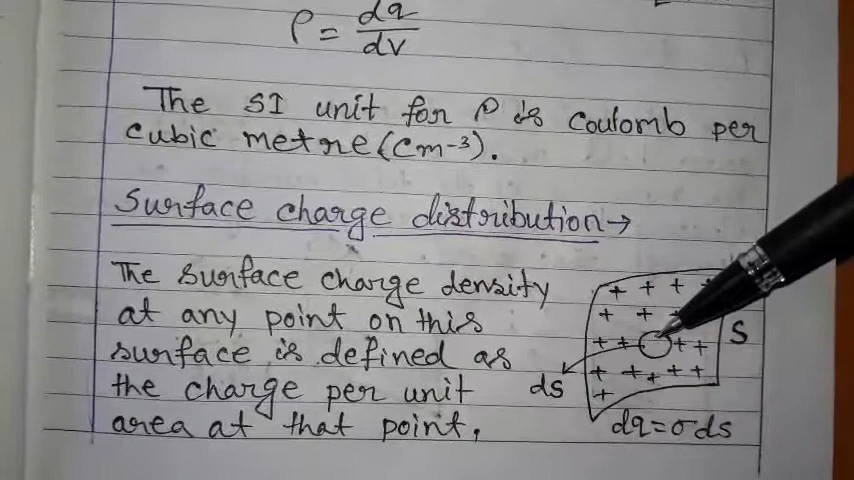 ρ = dq/dv
The SI unit for ρ is Coulomb per
cubic metre (Cm-³).
Surface charge distribution→
The surface charge density
at any point on this
surface is defined as
the charge per unit
area at that point,
+ + +
+ +
+ + + +
+ + + + +
+
S
ds
dq=σds